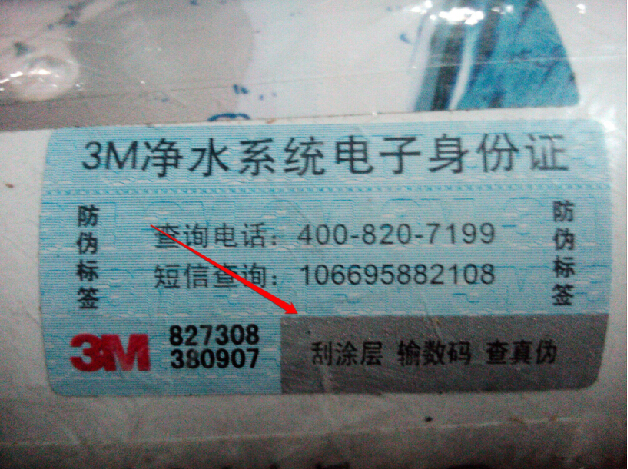 3M净水系统电子身份证
防伪标签
查询电话：400-820-7199
短信查询：106695882108
防伪标签
3M
827308
380907
刮涂层 输数码 查真伪